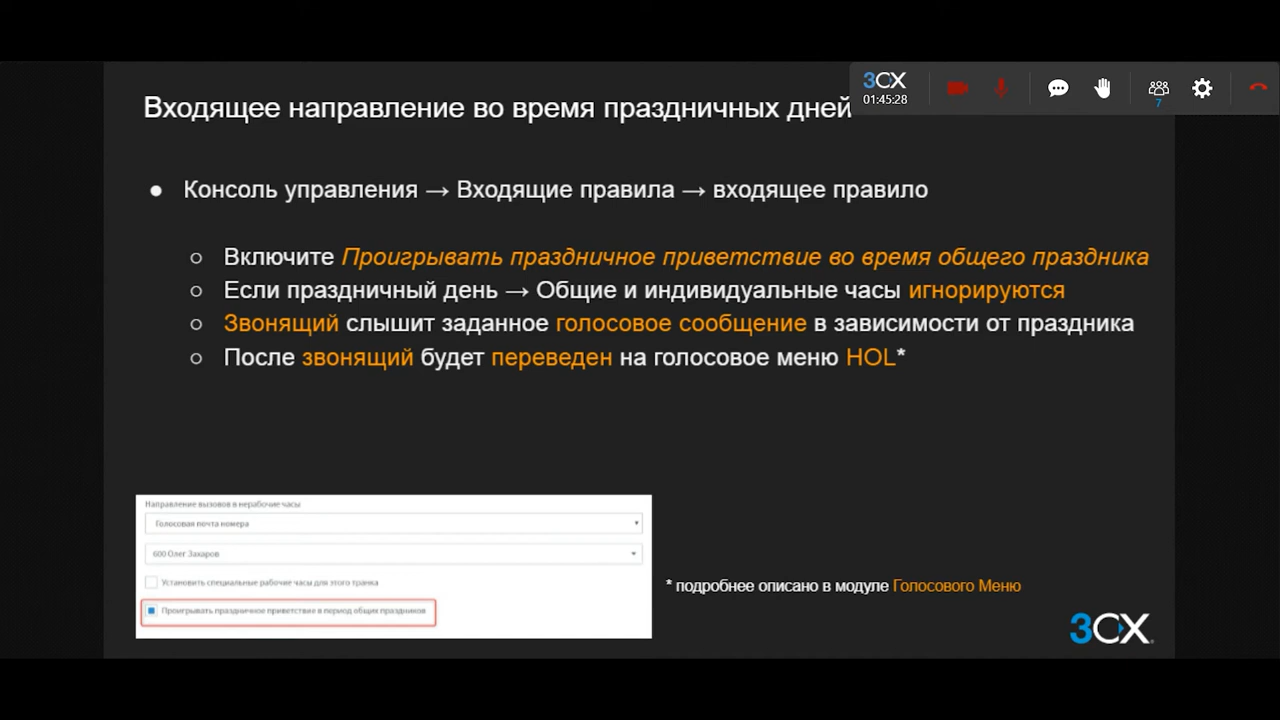 3CX
01:45:28
7
Входящее направление во время праздничных дней
● Консоль управления → Входящие правила → входящее правило
○ Включите Проигрывать праздничное приветствие во время общего праздника
○ Если праздничный день → Общие и индивидуальные часы игнорируются
○ Звонящий слышит заданное голосовое сообщение в зависимости от праздника
○ После звонящий будет переведен на голосовое меню HOL*
Направление вызовов в нерабочие часы
Голосовая почта номера
600 Олег Захаров
Установить специальные рабочие часы для этого транка
Проигрывать праздничное приветствие в период общих праздников
* подробнее описано в модуле Голосового Меню
3CX